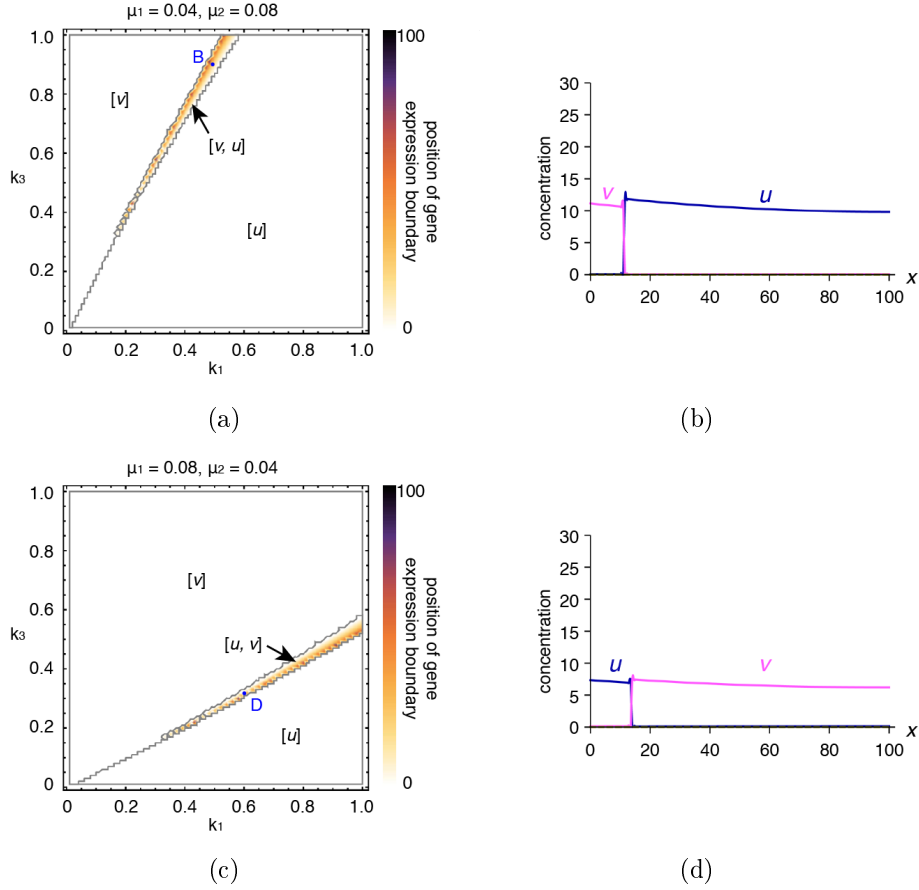 μ1 = 0.04, μ2 = 0.08
1.0
0.8
0.6
k3
0.4
0.2
0
0
0.2
0.4
0.6
0.8
1.0
k1
B
[v]
[v, u]
[u]
100
0
position of gene
expression boundary
(a)
30
25
20
15
10
5
0
concentration
v
u
0
20
40
60
80
100
x
(b)
μ1 = 0.08, μ2 = 0.04
1.0
0.8
0.6
k3
0.4
0.2
0
0
0.2
0.4
0.6
0.8
1.0
k1
[v]
[u, v]
D
[u]
100
0
position of gene
expression boundary
(c)
30
25
20
15
10
5
0
concentration
u
v
0
20
40
60
80
100
x
(d)